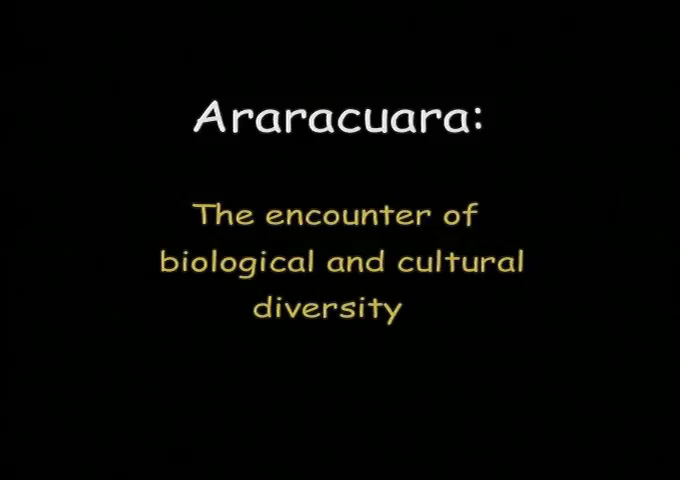 Araracuara:
The encounter of
biological and cultural
diversity